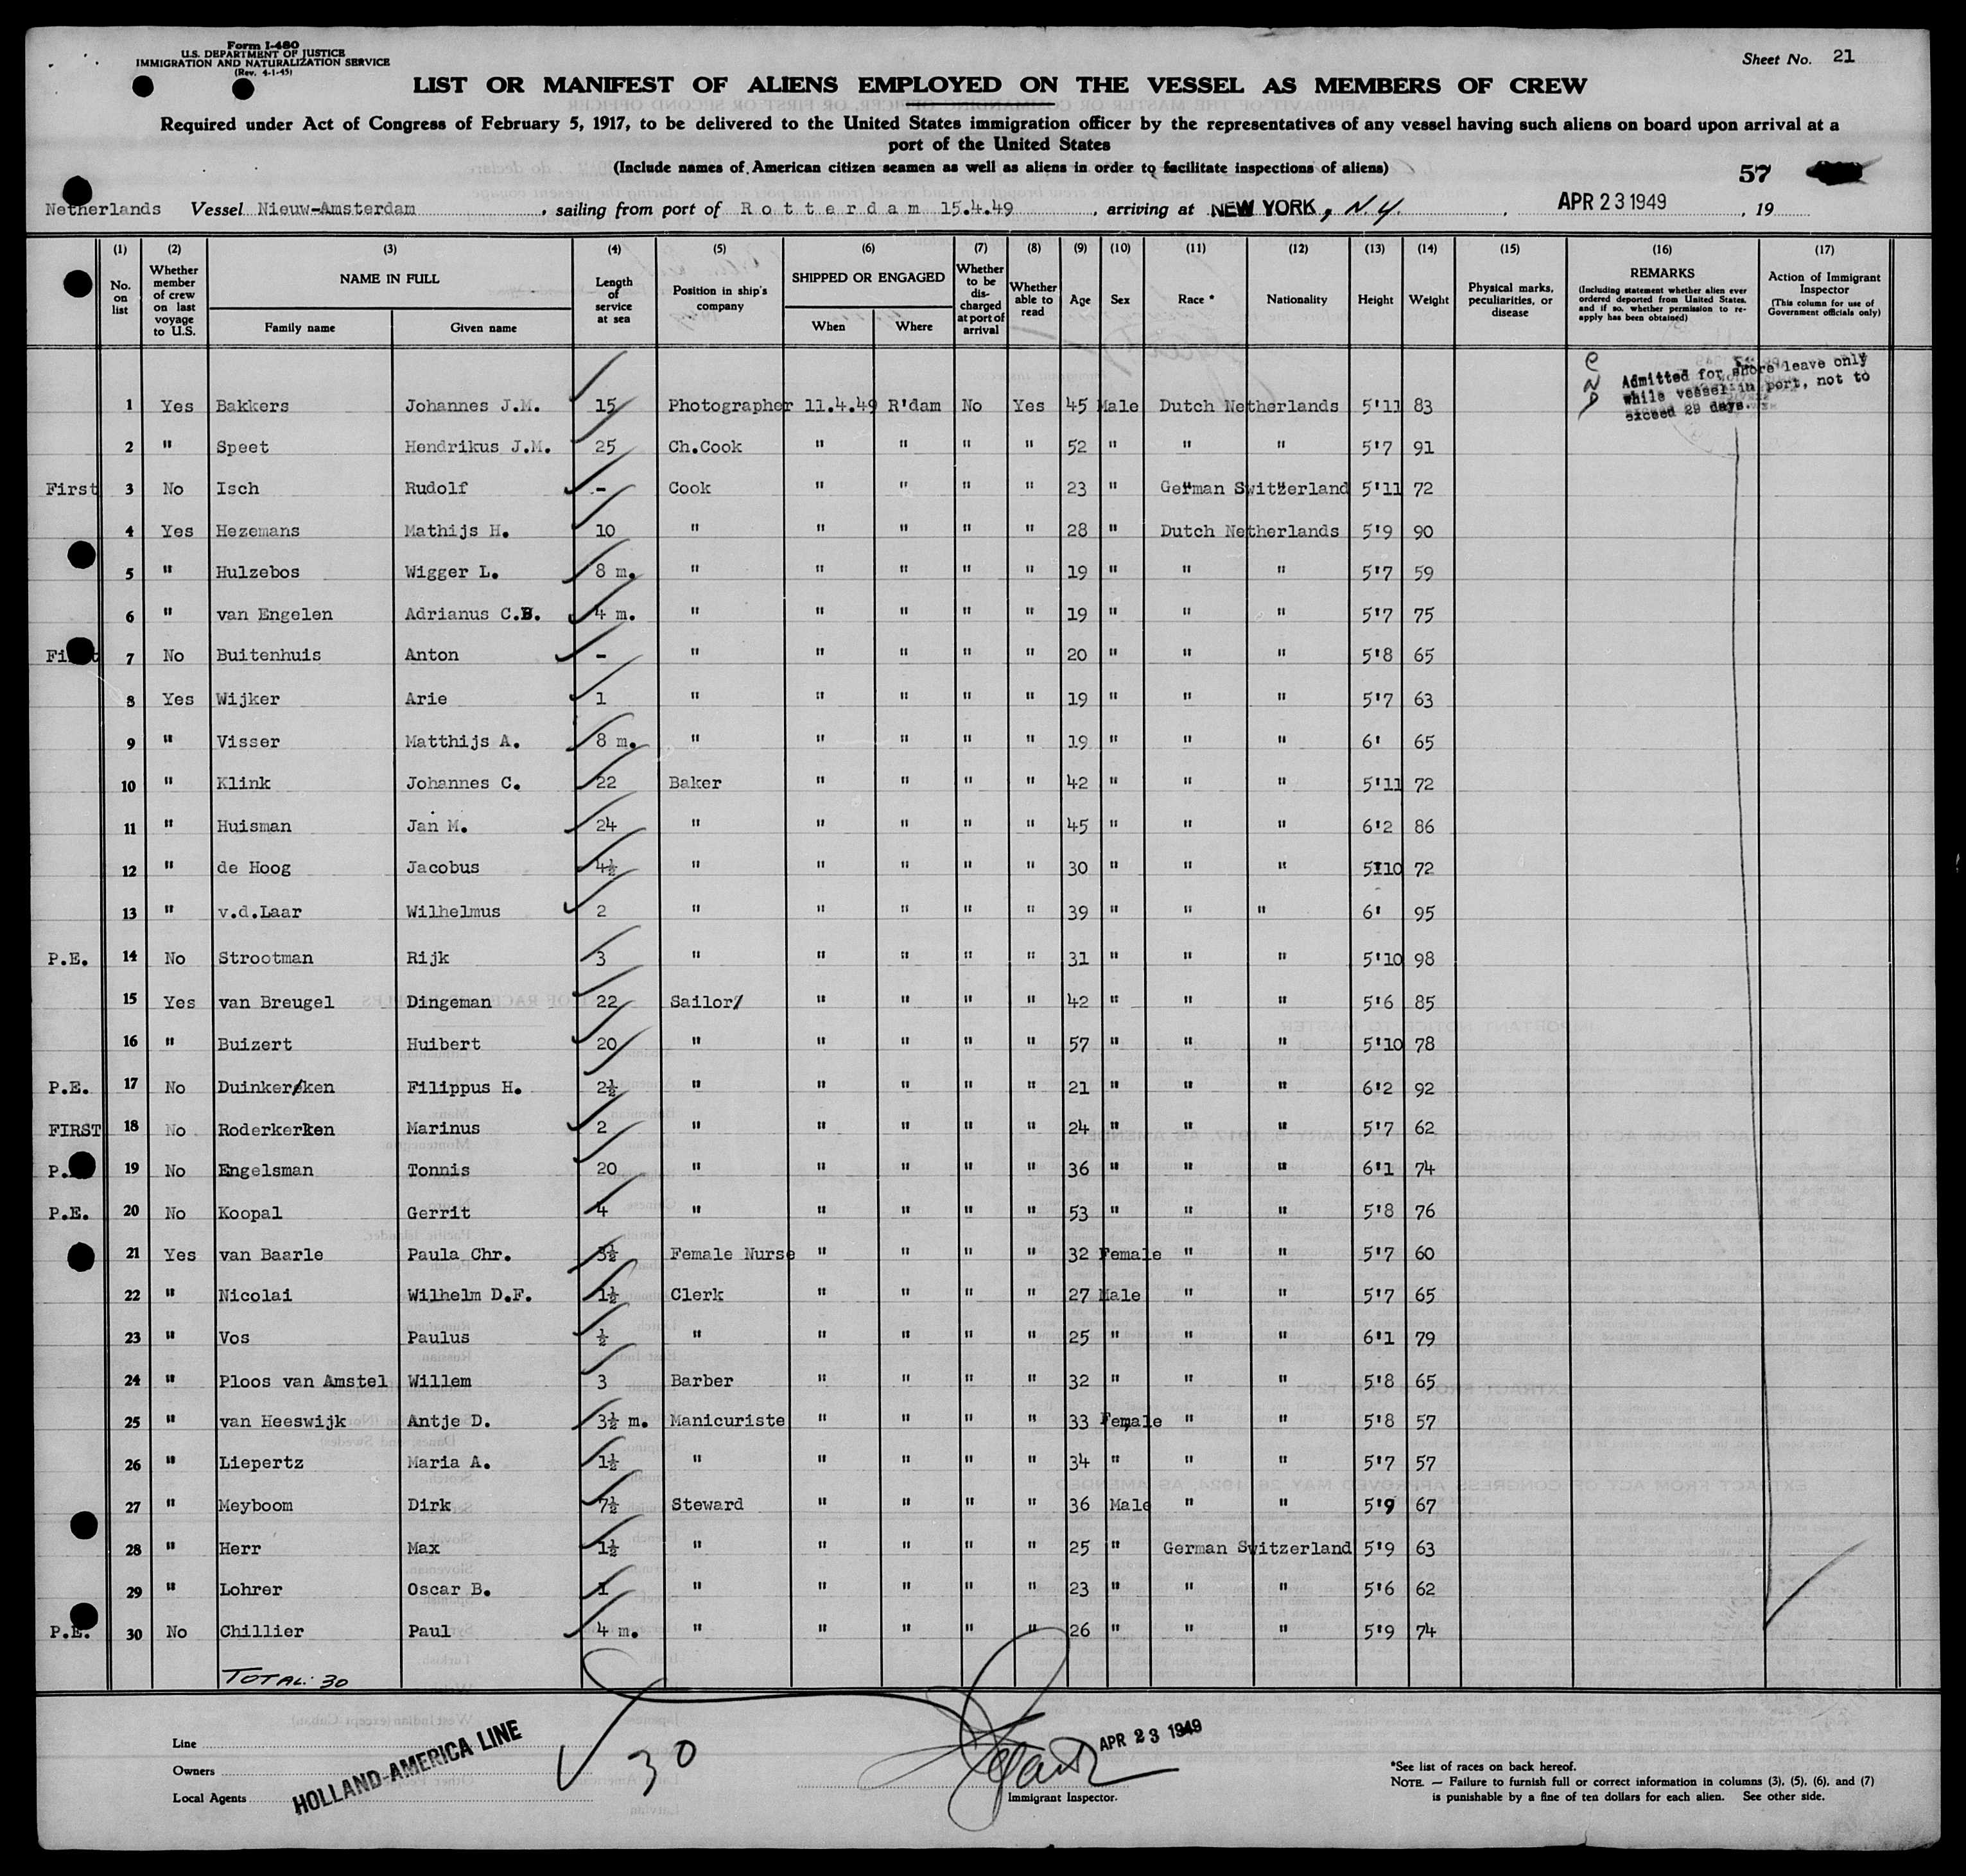 Form I-480
U.S. DEPARTMENT OF JUSTICE
IMMIGRATION AND NATURALIZATION SERVICE
(Rev. 4-1-45)
Sheet No. 21
LIST OR MANIFEST OF ALIENS EMPLOYED ON THE VESSEL AS MEMBERS OF CREW
Required under Act of Congress of February 5, 1917, to be delivered to the United States immigration officer by the representatives of any vessel having such aliens on board upon arrival at a
port of the United States
(Include names of American citizen seamen as well as aliens in order to facilitate inspections of aliens)
57
Netherlands Vessel Nieuw-Amsterdam, sailing from port of Rotterdam 15.4.49, arriving at NEW YORK, N.Y., APR 23 1949, 19
(1) (2) (3) (4) (5) (6) (7) (8) (9) (10) (11) (12) (13) (14) (15) (16) (17)
No. on list | Whether member of crew on last voyage to U.S. | NAME IN FULL Family name Given name | Length of service at sea | Position in ship's company | SHIPPED OR ENGAGED When Where | Whether to be discharged at port of arrival | Whether able to read | Age | Sex | Race * | Nationality | Height | Weight | Physical marks, peculiarities, or disease | REMARKS (Including statement whether alien ever ordered deported from United States, and if so, whether permission to re-apply has been obtained) | Action of Immigrant Inspector (This column for use of Government officials only)
Admitted for shore leave only
while vessel in port, not to
exceed 29 days.
1 Yes Bakkers Johannes J.M. 15 Photographer 11.4.49 R'dam No Yes 45 Male Dutch Netherlands 5'11 83
2 " Speet Hendrikus J.M. 25 Ch.Cook " " " " 52 " " " 5'7 91
First 3 No Isch Rudolf - Cook " " " " 23 " German Switzerland 5'11 72
4 Yes Hezemans Mathijs H. 10 " " " " " 28 " Dutch Netherlands 5'9 90
5 " Hulzebos Wigger L. 8 m. " " " " " 19 " " " 5'7 59
6 " van Engelen Adrianus C.B. 4 m. " " " " " 19 " " " 5'7 75
First 7 No Buitenhuis Anton - " " " " " 20 " " " 5'8 65
8 Yes Wijker Arie 1 " " " " " 19 " " " 5'7 63
9 " Visser Matthijs A. 8 m. " " " " " 19 " " " 6' 65
10 " Klink Johannes C. 22 Baker " " " " 42 " " " 5'11 72
11 " Huisman Jan M. 24 " " " " " 45 " " " 6'2 86
12 " de Hoog Jacobus 4½ " " " " " 30 " " " 5'10 72
13 " v.d.Laar Wilhelmus 2 " " " " " 39 " " " 6' 95
P.E. 14 No Strootman Rijk 3 " " " " " 31 " " " 5'10 98
15 Yes van Breugel Dingeman 22 Sailor " " " " 42 " " " 5'6 85
16 " Buizert Huibert 20 " " " " " 57 " " " 5'10 78
P.E. 17 No Duinkerken Filippus H. 2½ " " " " " 21 " " " 6'2 92
FIRST 18 No Roderkerken Marinus 2 " " " " " 24 " " " 5'7 62
P. 19 No Engelsman Tonnis 20 " " " " " 36 " " " 6'1 74
P.E. 20 No Koopal Gerrit 4 " " " " " 53 " " " 5'8 76
21 Yes van Baarle Paula Chr. 3½ Female Nurse " " " " 32 Female " " 5'7 60
22 " Nicolai Wilhelm D.F. 1½ Clerk " " " " 27 Male " " 5'7 65
23 " Vos Paulus ½ " " " " " 25 " " " 6'1 79
24 " Ploos van Amstel Willem 3 Barber " " " " 32 " " " 5'8 65
25 " van Heeswijk Antje D. 3½ m. Manicuriste " " " " 33 Female " " 5'8 57
26 " Liepertz Maria A. 1½ " " " " " 34 " " " 5'7 57
27 " Meyboom Dirk 7½ Steward " " " " 36 Male " " 5'9 67
28 " Herr Max 1½ " " " " " 25 " German Switzerland 5'9 63
29 " Lohrer Oscar B. 1 " " " " " 23 " " " 5'6 62
P.E. 30 No Chillier Paul 4 m. " " " " " 26 " " " 5'9 74
TOTAL: 30
Line
Owners
Local Agents
HOLLAND-AMERICA LINE
30
APR 23 1949
Immigrant Inspector.
*See list of races on back hereof.
NOTE. — Failure to furnish full or correct information in columns (3), (5), (6), and (7)
is punishable by a fine of ten dollars for each alien. See other side.